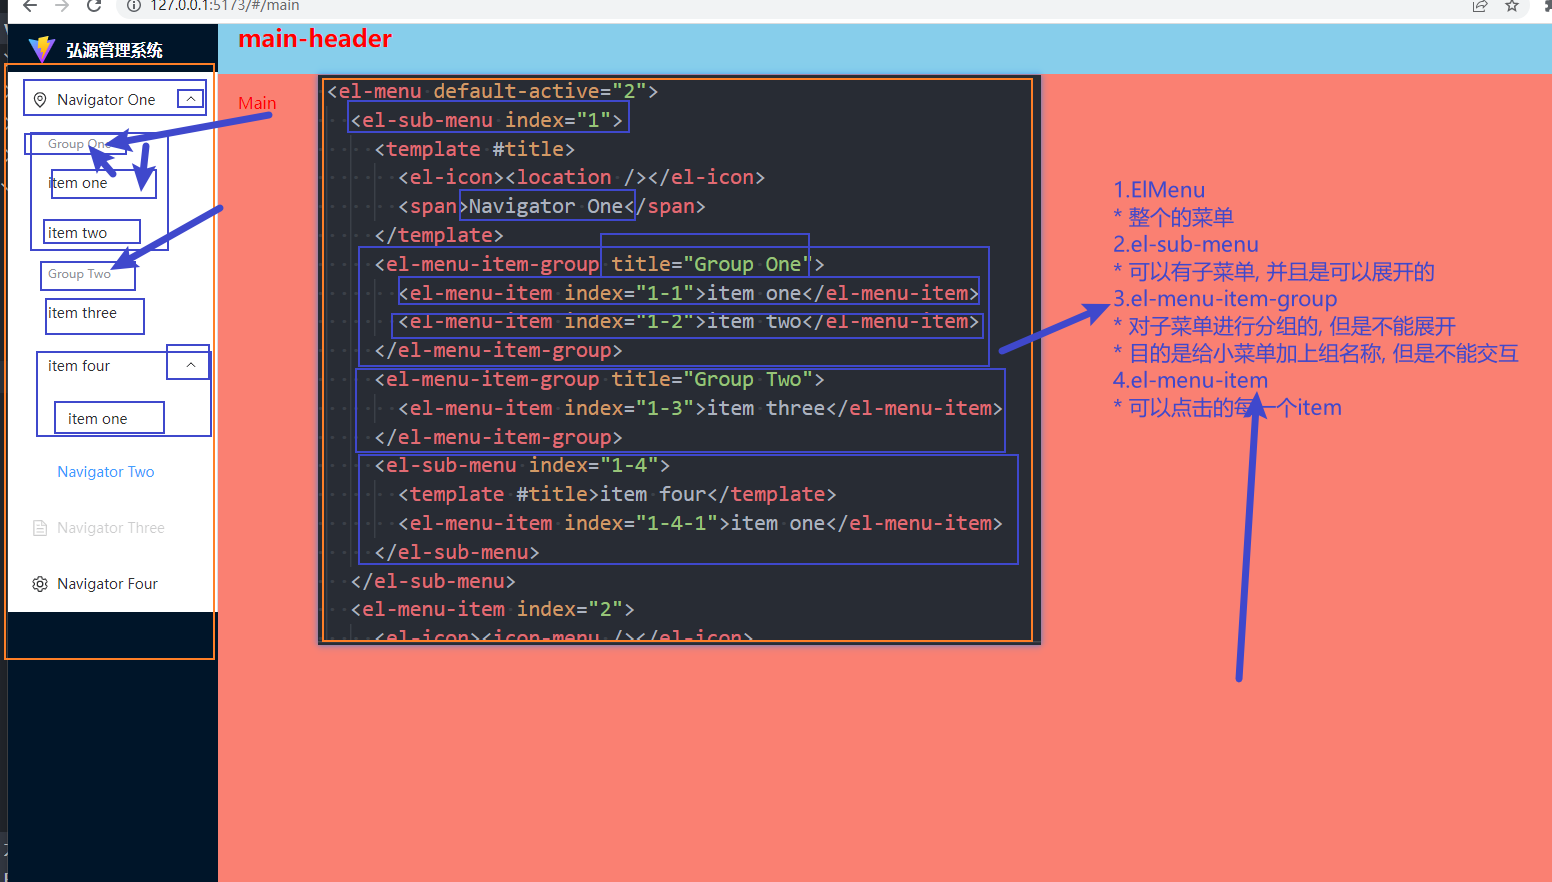 127.0.0.1:5173/#/main
弘源管理系统
main-header
Main
Navigator One
Group One
item one
item two
Group Two
item three
item four
item one
Navigator Two
Navigator Three
Navigator Four
<el-menu default-active="2">
<el-sub-menu index="1">
<template #title>
<el-icon><location /></el-icon>
<span>Navigator One</span>
</template>
<el-menu-item-group title="Group One">
<el-menu-item index="1-1">item one</el-menu-item>
<el-menu-item index="1-2">item two</el-menu-item>
</el-menu-item-group>
<el-menu-item-group title="Group Two">
<el-menu-item index="1-3">item three</el-menu-item>
</el-menu-item-group>
<el-sub-menu index="1-4">
<template #title>item four</template>
<el-menu-item index="1-4-1">item one</el-menu-item>
</el-sub-menu>
</el-sub-menu>
<el-menu-item index="2">
<el-icon><icon-menu /></el-icon>
1.ElMenu
* 整个的菜单
2.el-sub-menu
* 可以有子菜单, 并且是可以展开的
3.el-menu-item-group
* 对子菜单进行分组的, 但是不能展开
* 目的是给小菜单加上组名称, 但是不能交互
4.el-menu-item
* 可以点击的每一个item